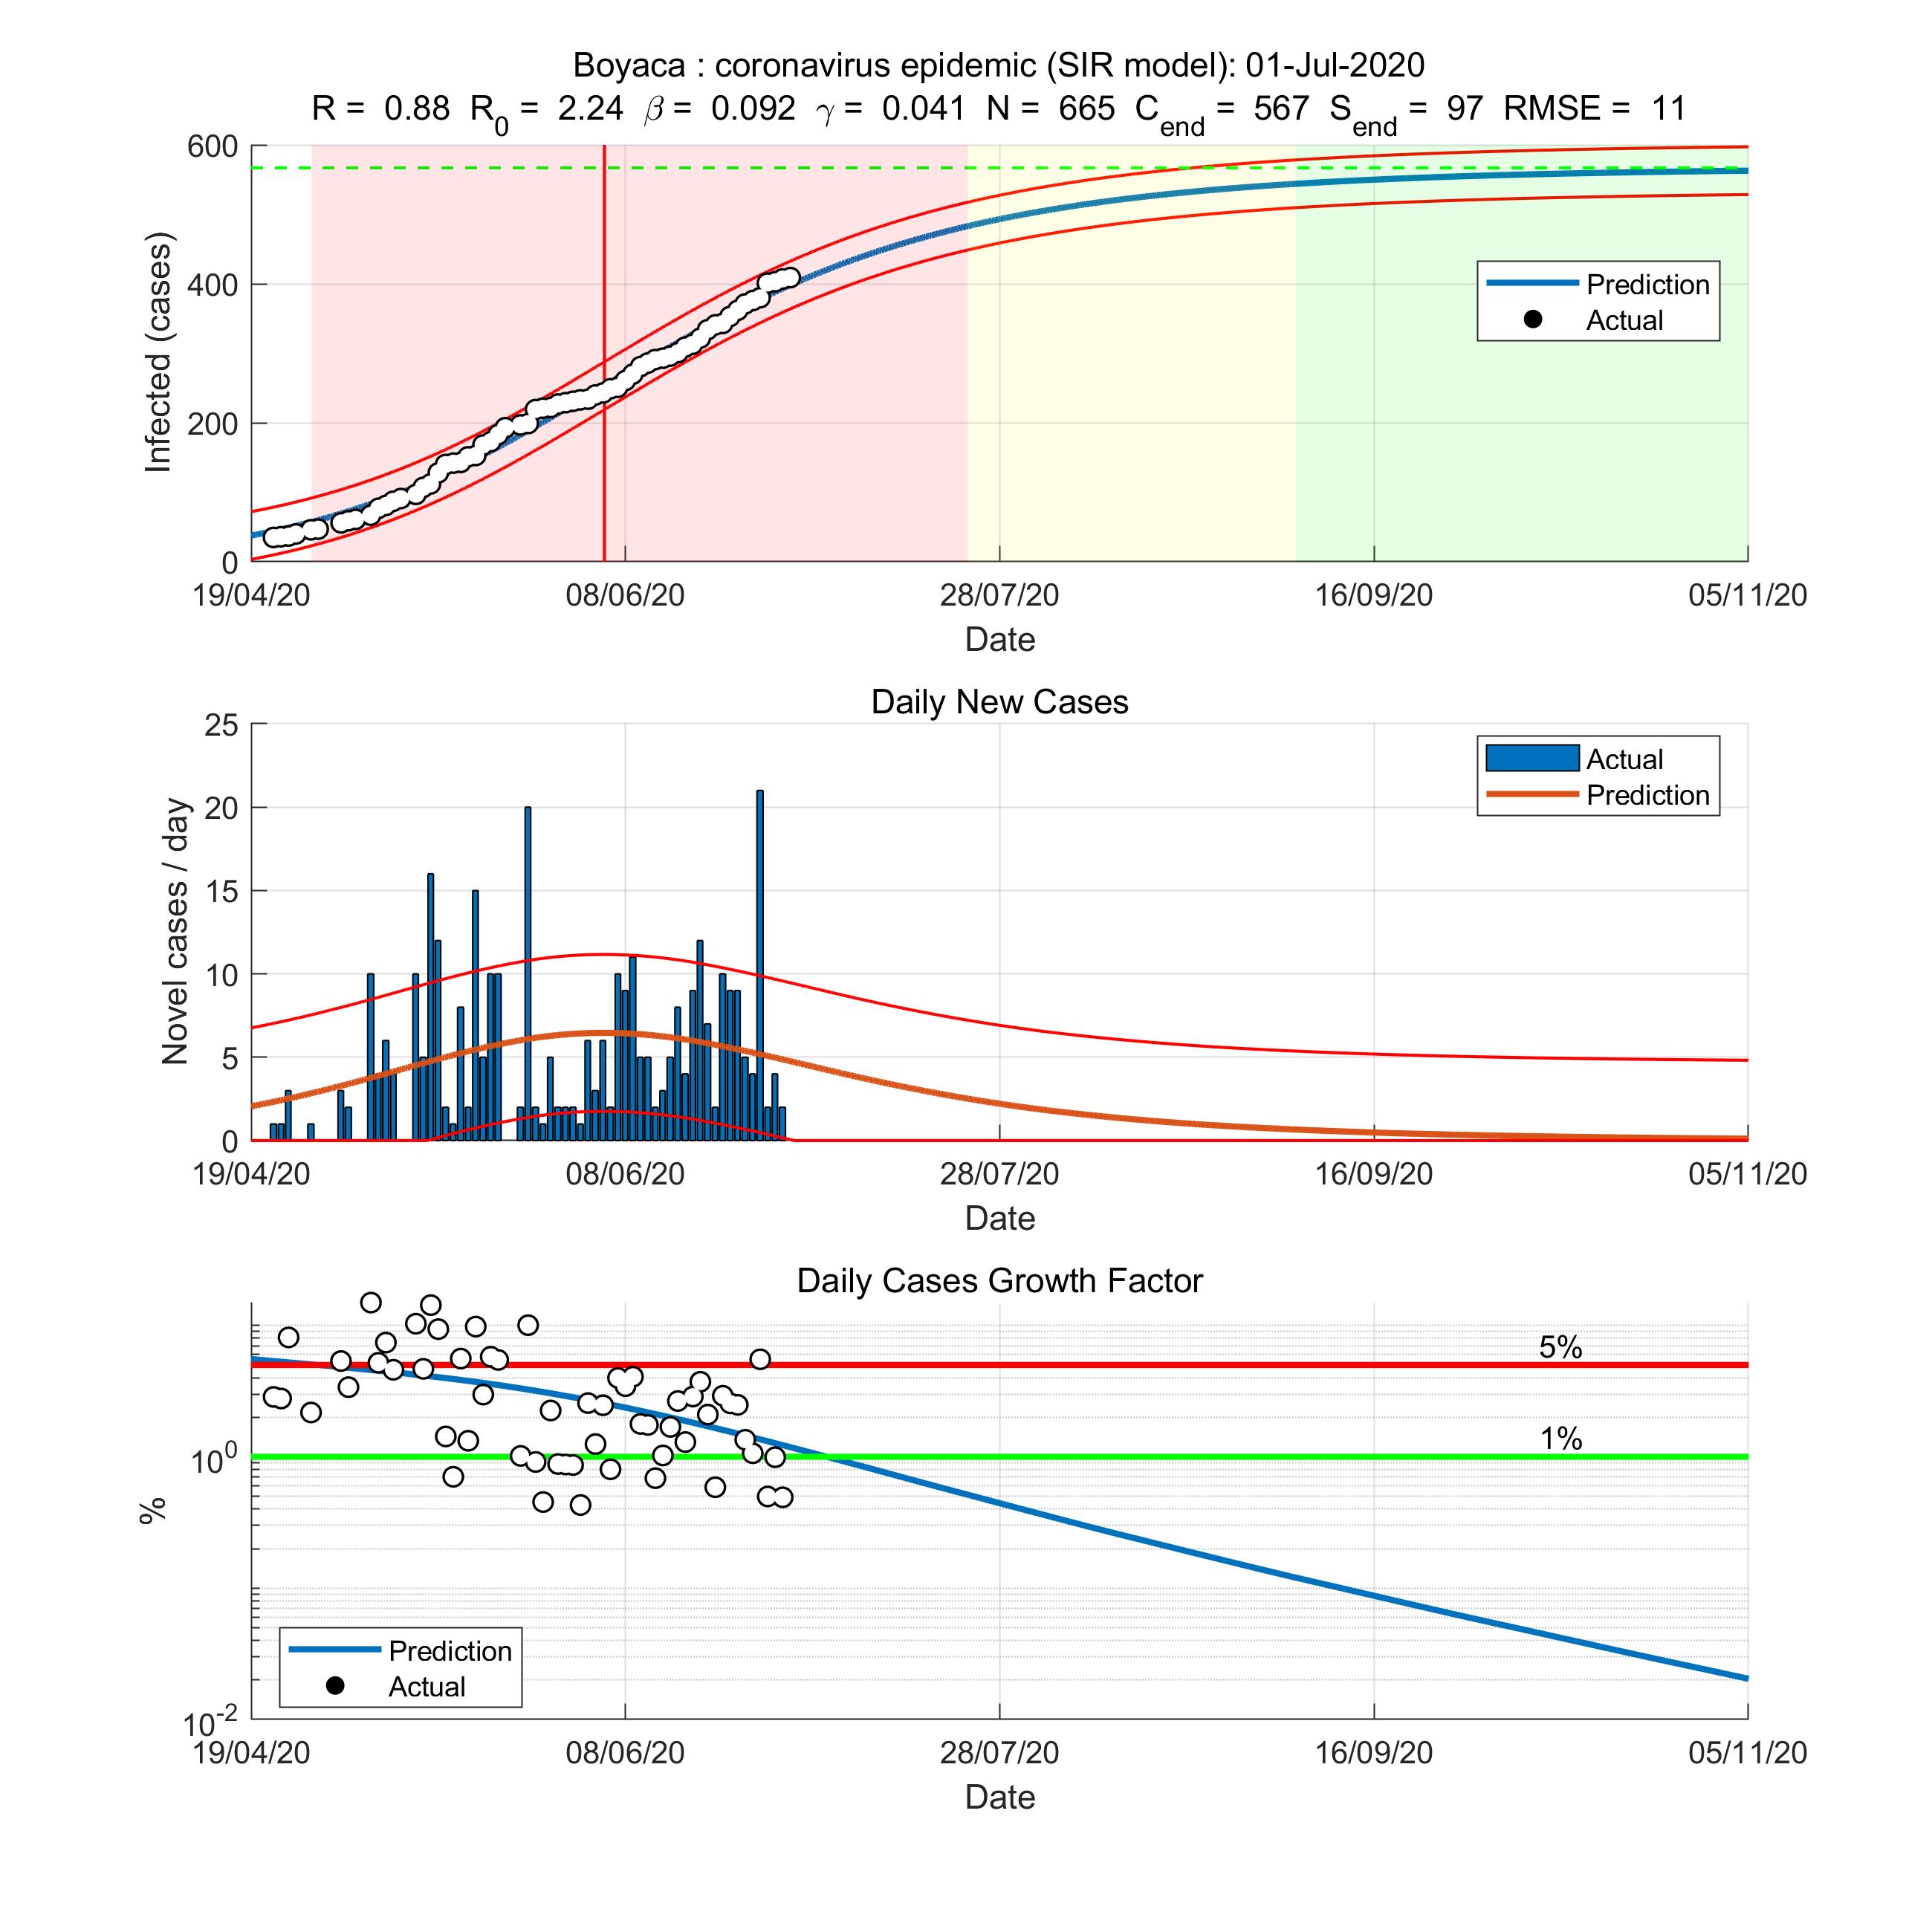 Boyaca : coronavirus epidemic (SIR model): 01-Jul-2020
R = 0.88 R0 = 2.24 β = 0.092 γ = 0.041 N = 665 Cend = 567 Send = 97 RMSE = 11
600
400
200
0
Infected (cases)
Prediction
Actual
19/04/20 08/06/20 28/07/20 16/09/20 05/11/20
Date
Daily New Cases
25
20
15
10
5
0
Novel cases / day
Actual
Prediction
19/04/20 08/06/20 28/07/20 16/09/20 05/11/20
Date
Daily Cases Growth Factor
5%
1%
10^0
10^-2
%
Prediction
Actual
19/04/20 08/06/20 28/07/20 16/09/20 05/11/20
Date